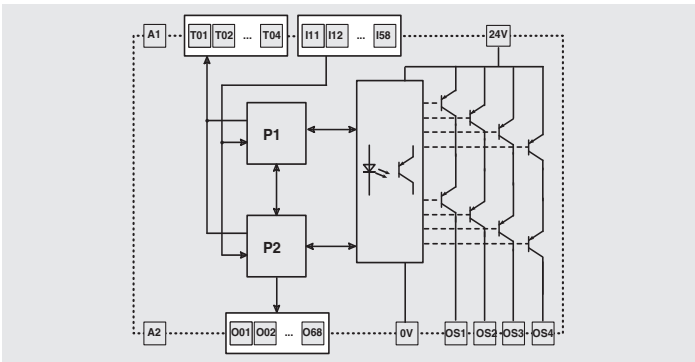 A1 T01 T02 ... T04 I11 I12 ... I58 24V
P1
P2
A2 O01 O02 ... O68 0V OS1 OS2 OS3 OS4